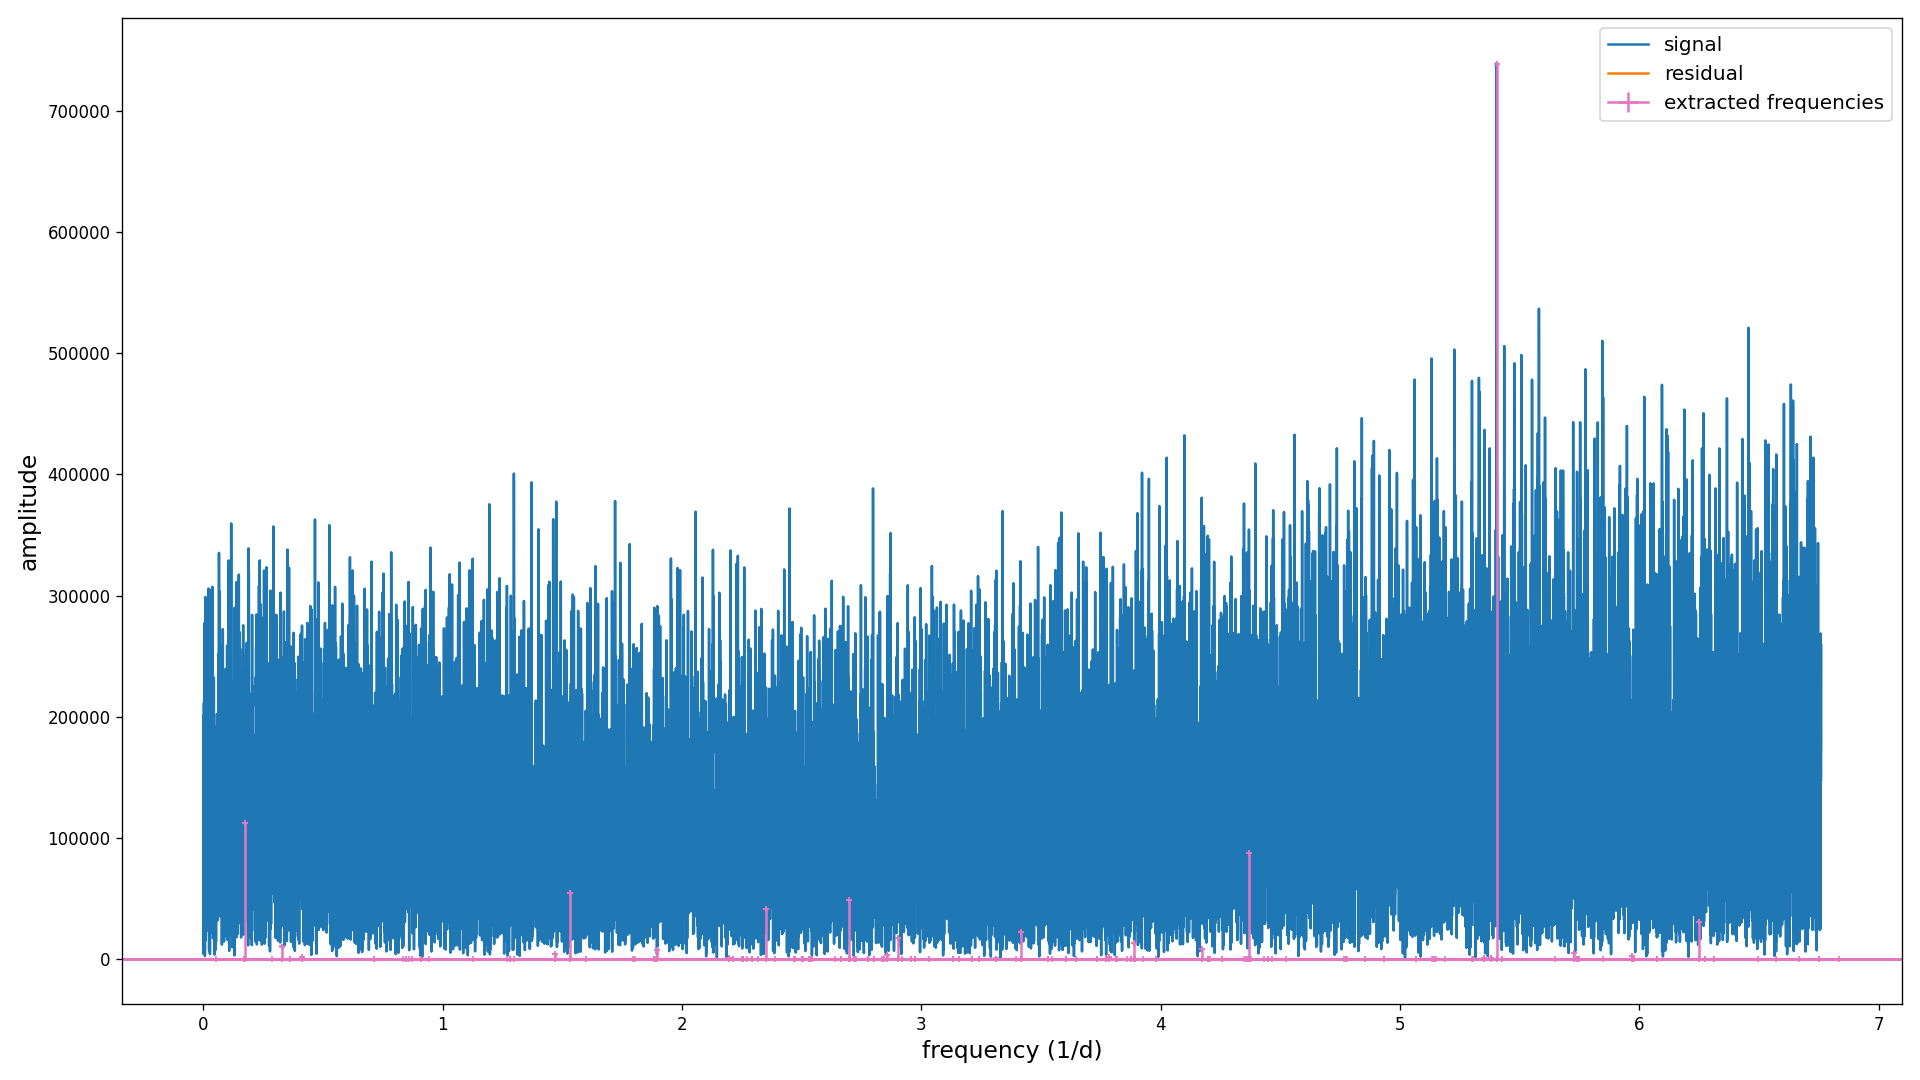 signal
residual
extracted frequencies
amplitude
700000
600000
500000
400000
300000
200000
100000
0
0 1 2 3 4 5 6 7
frequency (1/d)